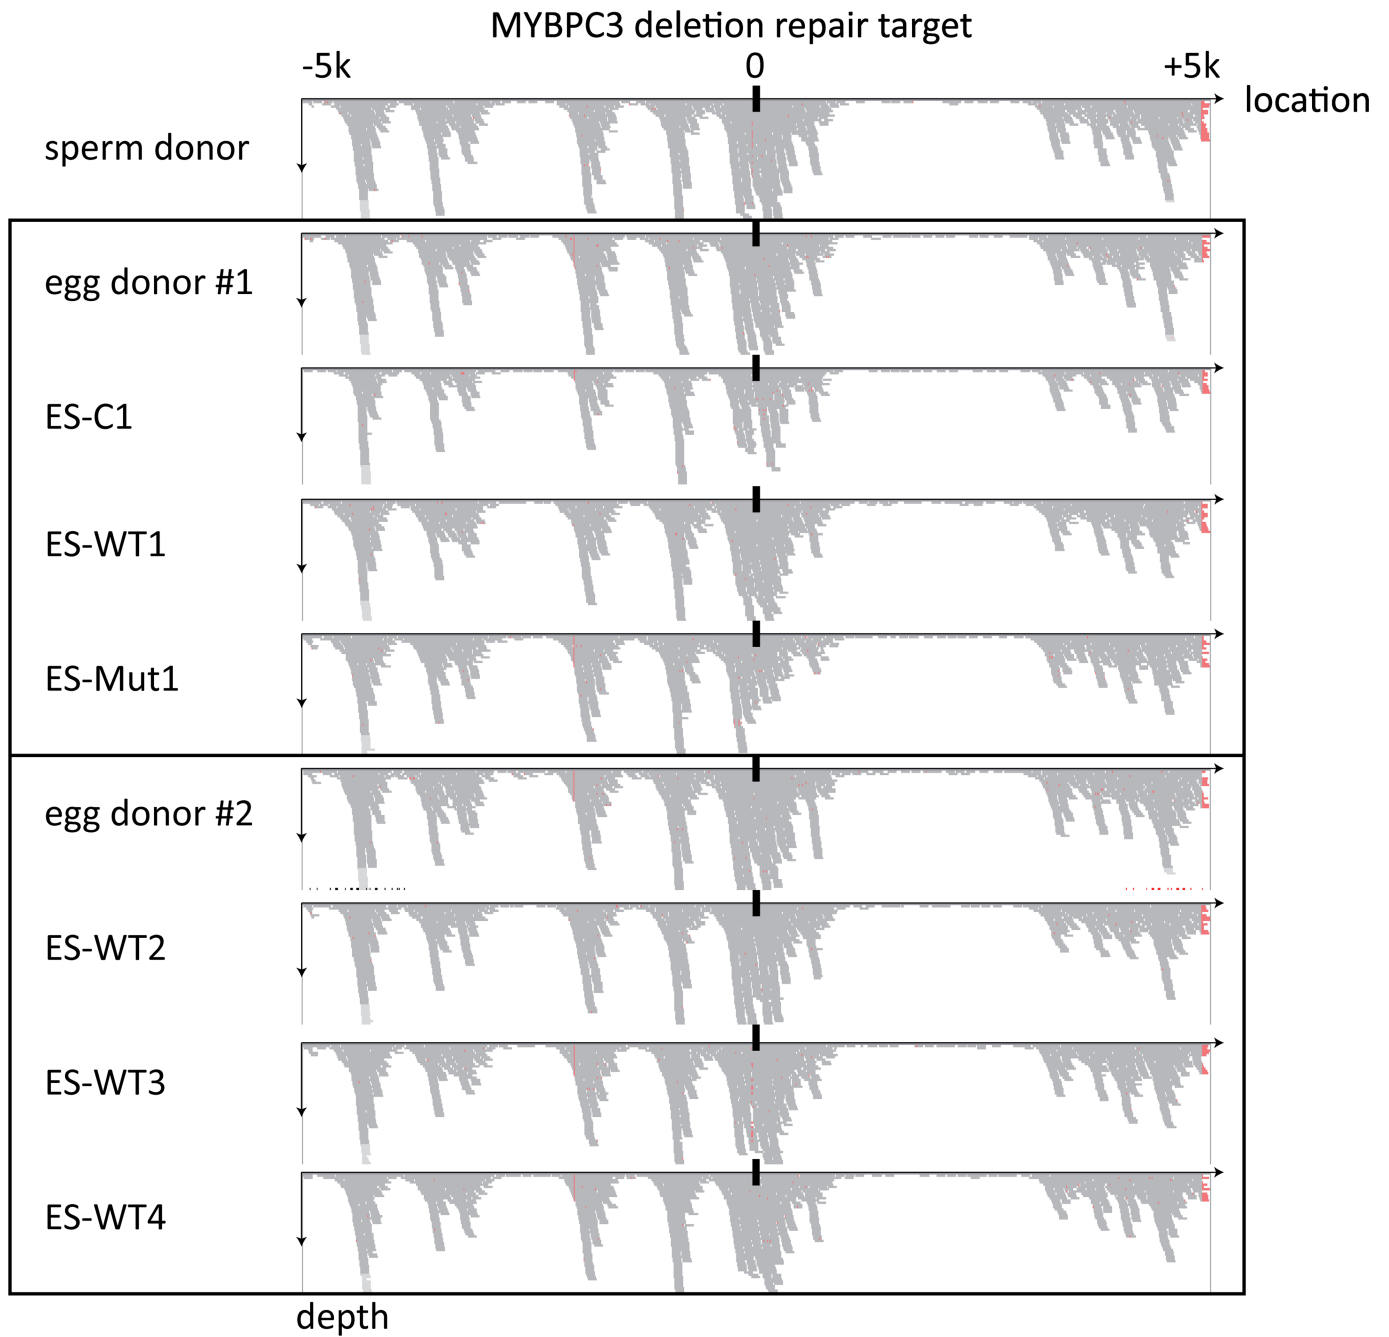 MYBPC3 deletion repair target
-5k 0 +5k
location
sperm donor
egg donor #1
ES-C1
ES-WT1
ES-Mut1
egg donor #2
ES-WT2
ES-WT3
ES-WT4
depth